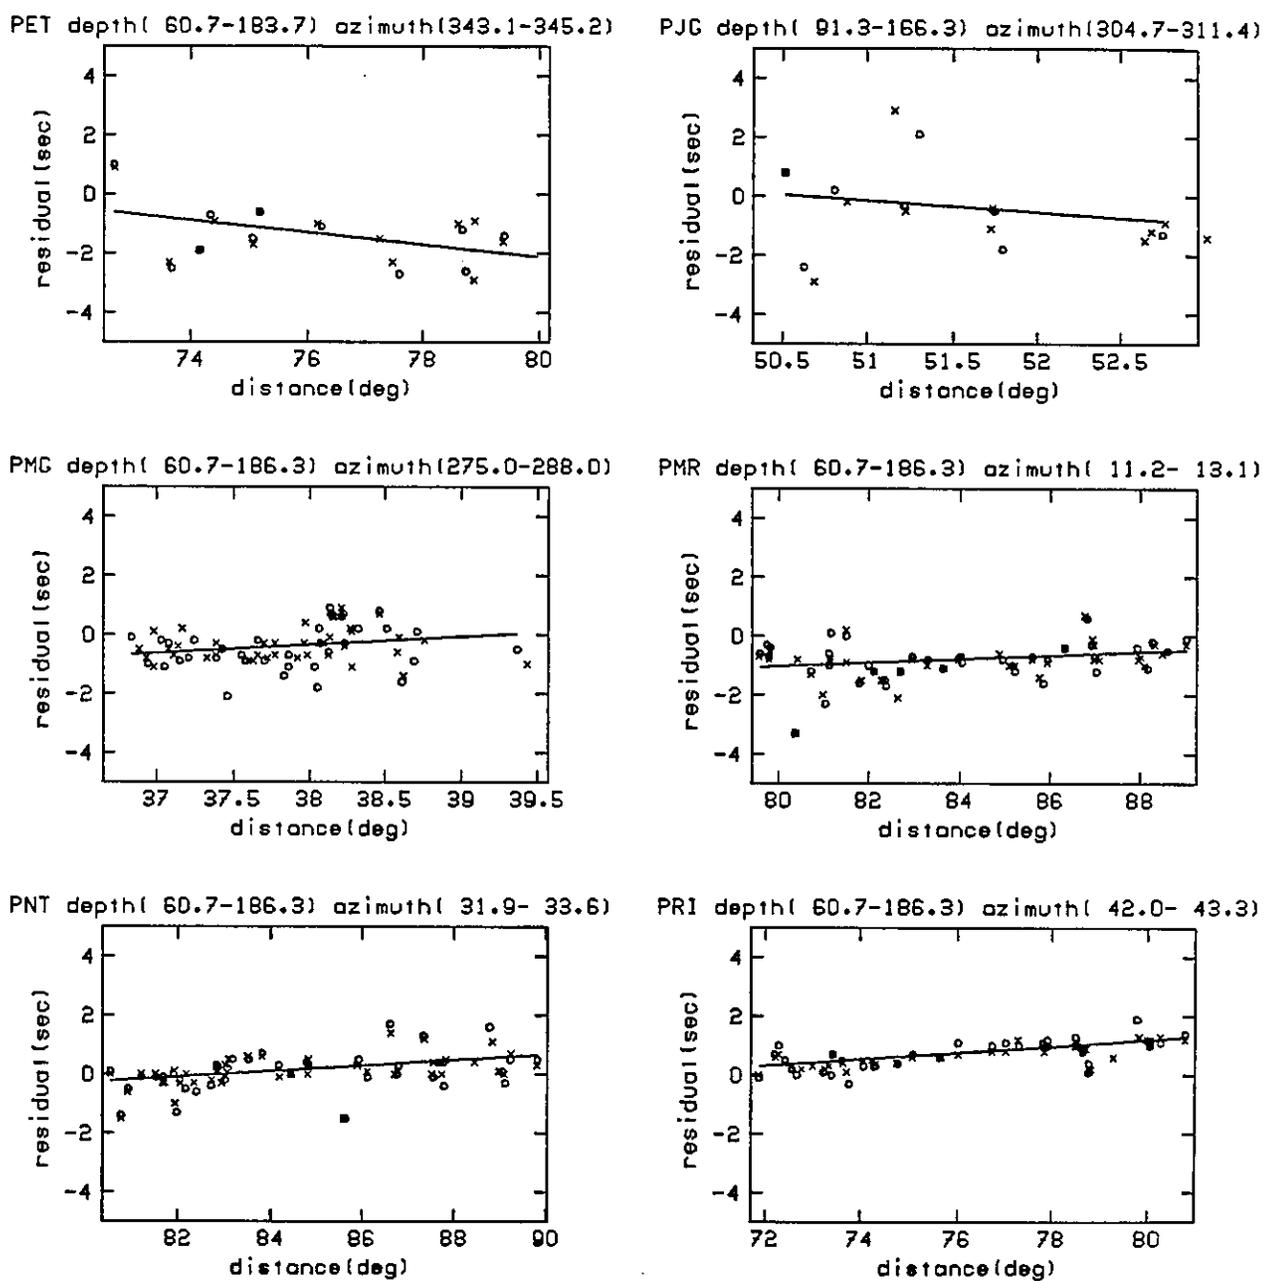 PET depth( 60.7-183.7) azimuth(343.1-345.2)
4
2
0
-2
-4
residual(sec)
74 76 78 80
distance(deg)
PJG depth( 91.3-166.3) azimuth(304.7-311.4)
4
2
0
-2
-4
residual(sec)
50.5 51 51.5 52 52.5
distance(deg)
PMG depth( 60.7-186.3) azimuth(275.0-288.0)
4
2
0
-2
-4
residual(sec)
37 37.5 38 38.5 39 39.5
distance(deg)
PMR depth( 60.7-186.3) azimuth( 11.2- 13.1)
4
2
0
-2
-4
residual(sec)
80 82 84 86 88
distance(deg)
PNT depth( 60.7-186.3) azimuth( 31.9- 33.6)
4
2
0
-2
-4
residual(sec)
82 84 86 88 90
distance(deg)
PRI depth( 60.7-186.3) azimuth( 42.0- 43.3)
4
2
0
-2
-4
residual(sec)
72 74 76 78 80
distance(deg)